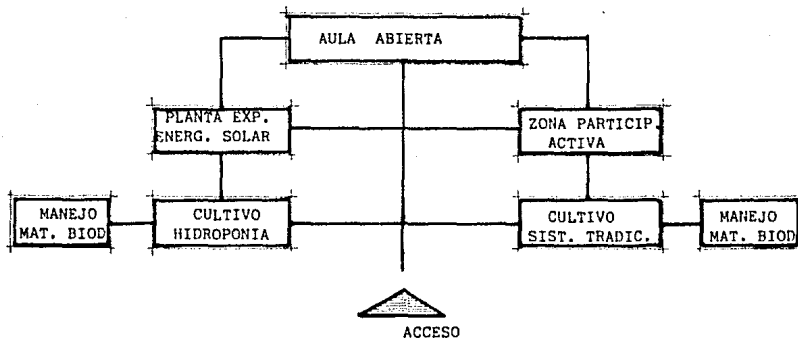 AULA ABIERTA
PLANTA EXP.
ENERG. SOLAR
ZONA PARTICIP.
ACTIVA
MANEJO
MAT. BIOD
CULTIVO
HIDROPONIA
CULTIVO
SIST. TRADIC.
MANEJO
MAT. BIOD
ACCESO